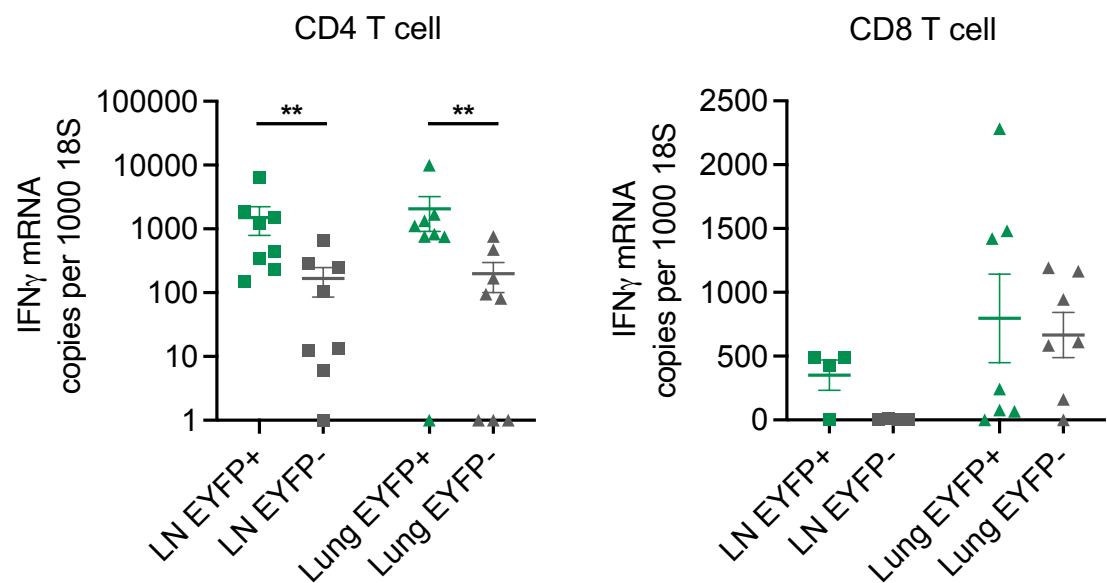 CD4 T cell
IFNγ mRNA
copies per 1000 18S
100000
10000
1000
100
10
1
**
**
LN EYFP+
LN EYFP-
Lung EYFP+
Lung EYFP-
CD8 T cell
IFNγ mRNA
copies per 1000 18S
2500
2000
1500
1000
500
0
LN EYFP+
LN EYFP-
Lung EYFP+
Lung EYFP-